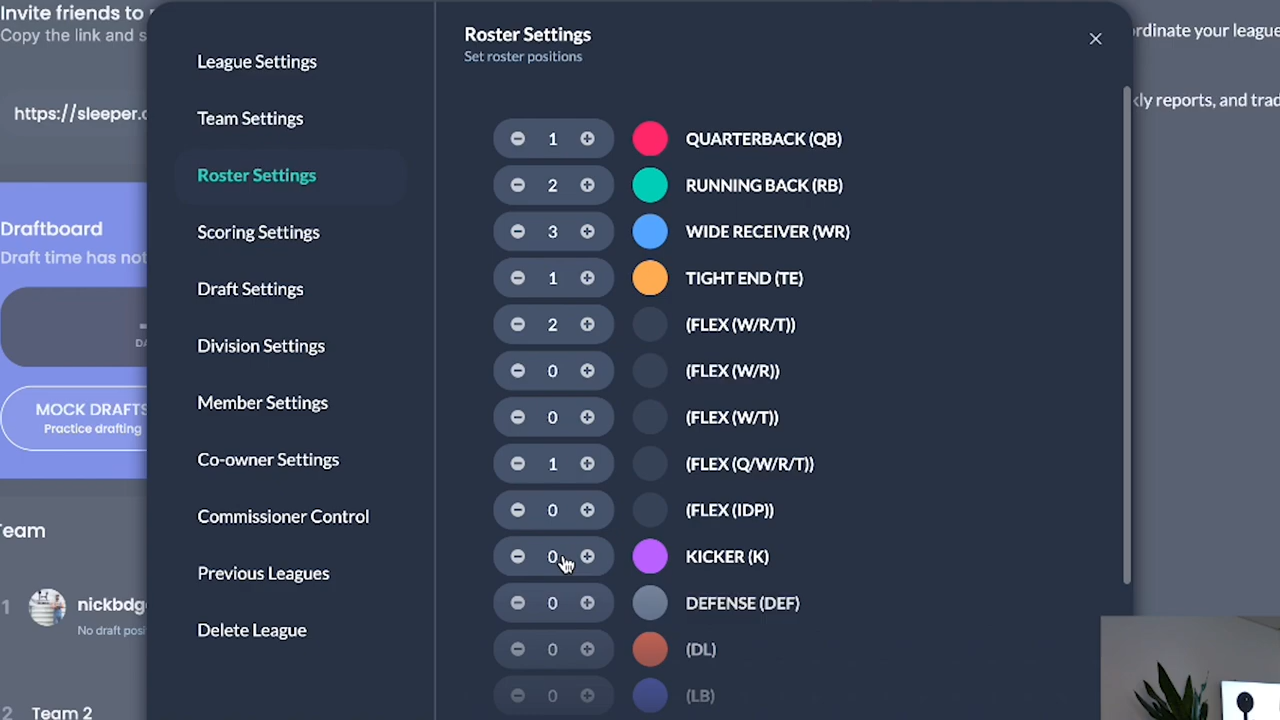 Invite friends to
Copy the link and s
https://sleeper.c
Draftboard
Draft time has not
DA
MOCK DRAFTS
Practice drafting
Team
1
nickbdge
No draft posi
2 Team 2
League Settings
Team Settings
Roster Settings
Scoring Settings
Draft Settings
Division Settings
Member Settings
Co-owner Settings
Commissioner Control
Previous Leagues
Delete League
Roster Settings
Set roster positions
1 QUARTERBACK (QB)
2 RUNNING BACK (RB)
3 WIDE RECEIVER (WR)
1 TIGHT END (TE)
2 (FLEX (W/R/T))
0 (FLEX (W/R))
0 (FLEX (W/T))
1 (FLEX (Q/W/R/T))
0 (FLEX (IDP))
0 KICKER (K)
0 DEFENSE (DEF)
0 (DL)
0 (LB)
rdinate your league
kly reports, and trad